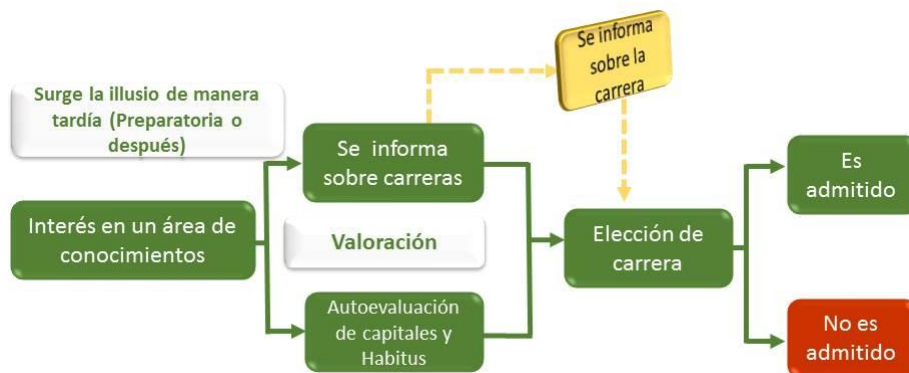 Se informa
sobre la
carrera
Surge la illusio de manera
tardía (Preparatoria o
después)
Se informa
sobre carreras
Es
admitido
Interés en un área de
conocimientos
Valoración
Elección de
carrera
Autoevaluación
de capitales y
Habitus
No es
admitido